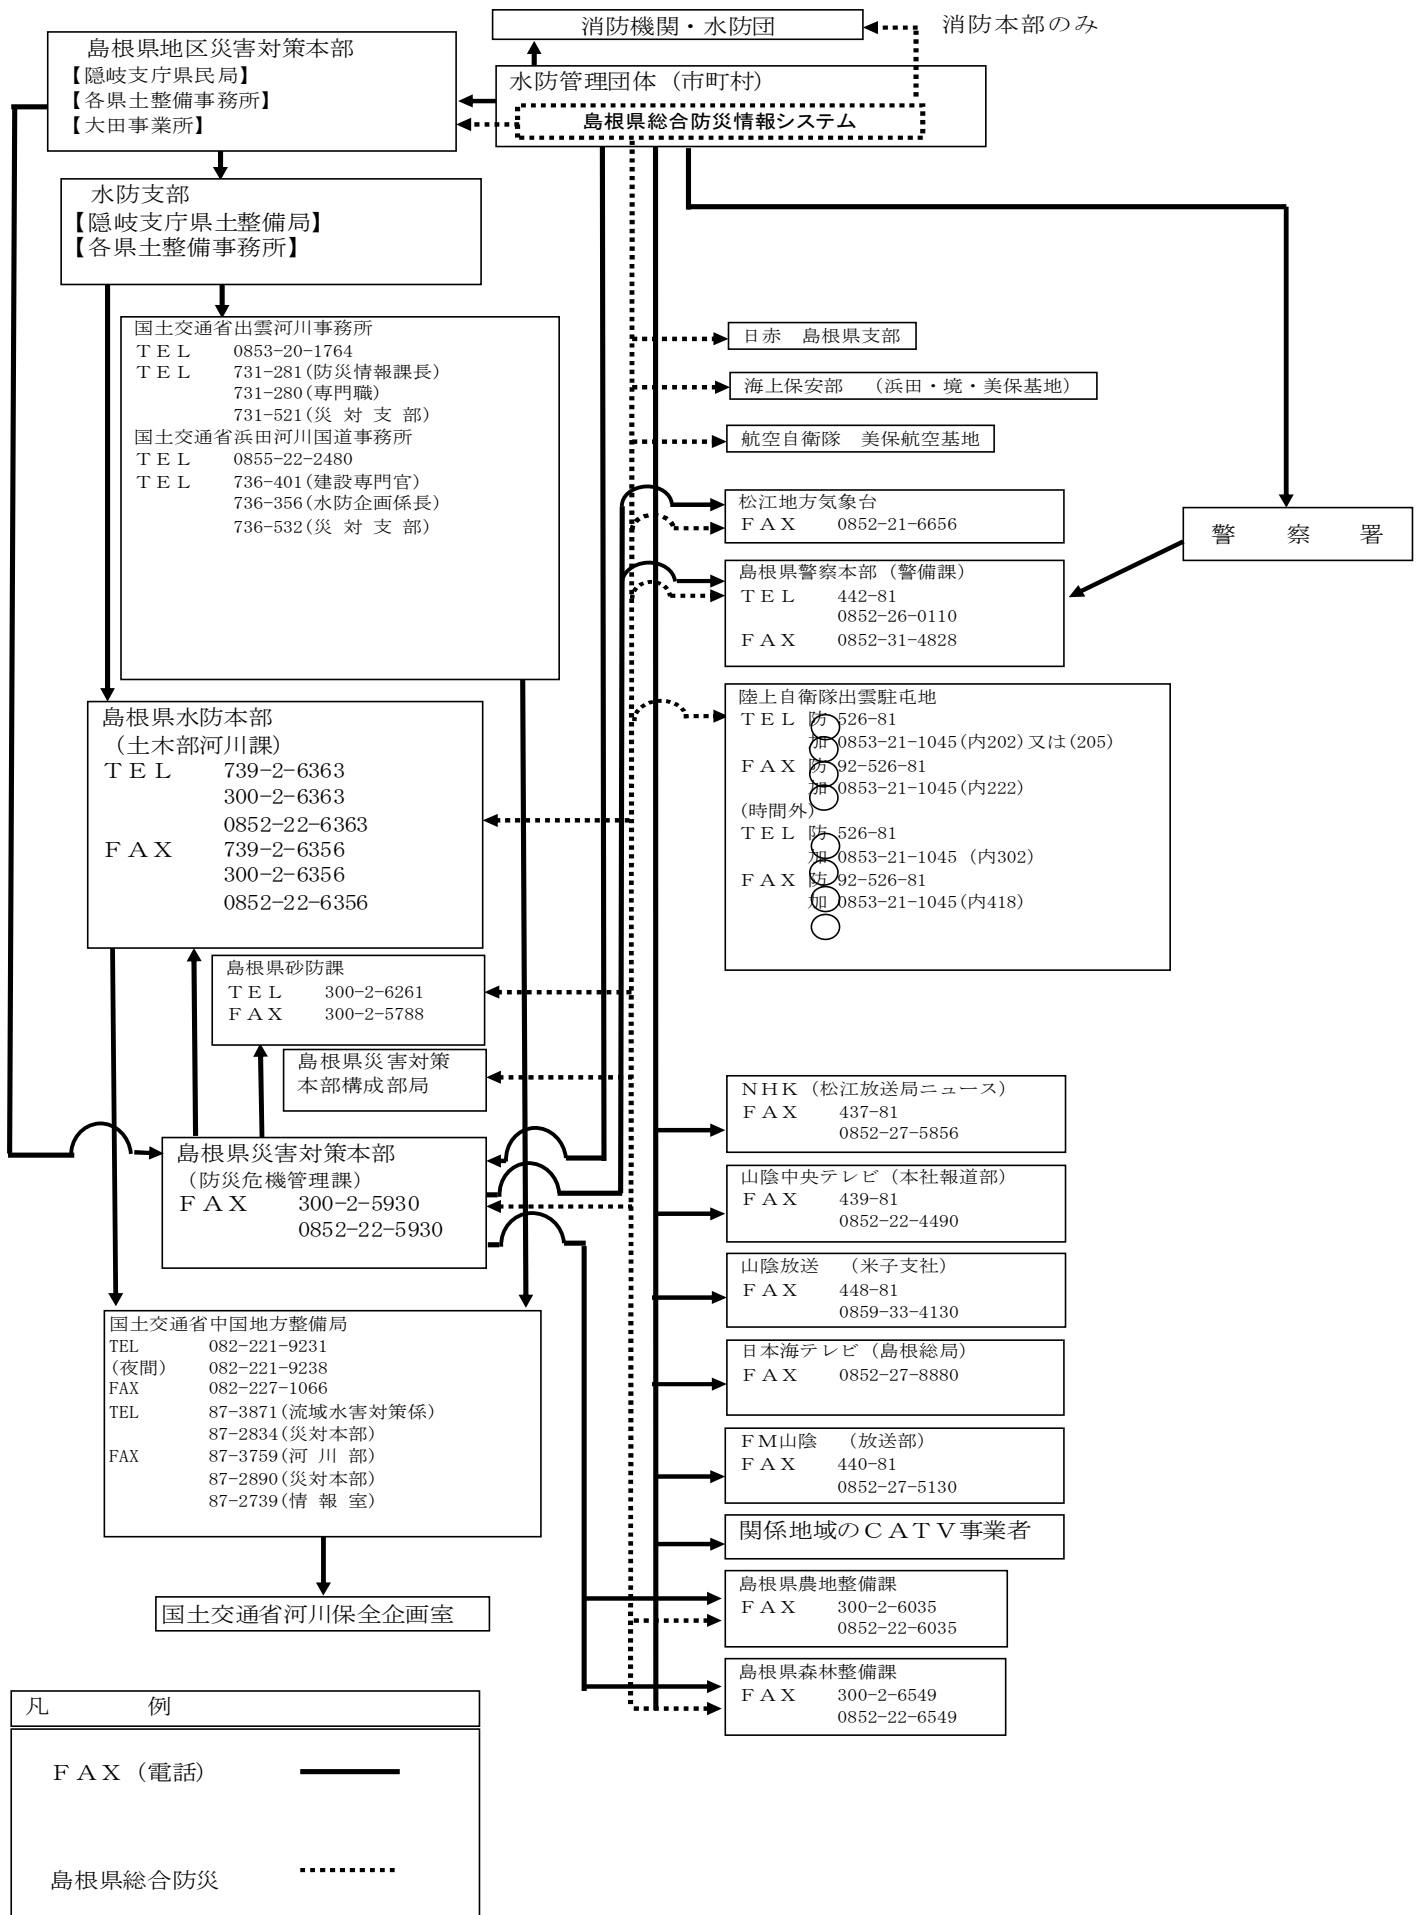 消防機関・水防団
消防本部のみ
島根県地区災害対策本部
【隠岐支庁県民局】
【各県土整備事務所】
【大田事業所】
水防管理団体（市町村）
島根県総合防災情報システム
水防支部
【隠岐支庁県土整備局】
【各県土整備事務所】
国土交通省出雲河川事務所
ＴＥＬ 0853-20-1764
ＴＥＬ 731-281(防災情報課長)
731-280(専門職)
731-521(災 対 支 部)
国土交通省浜田河川国道事務所
ＴＥＬ 0855-22-2480
ＴＥＬ 736-401(建設専門官)
736-356(水防企画係長)
736-532(災 対 支 部)
日赤　島根県支部
海上保安部　（浜田・境・美保基地）
航空自衛隊　美保航空基地
松江地方気象台
ＦＡＸ 0852-21-6656
警　察　署
島根県警察本部（警備課）
ＴＥＬ 442-81
0852-26-0110
ＦＡＸ 0852-31-4828
陸上自衛隊出雲駐屯地
ＴＥＬ 防 526-81
加 0853-21-1045(内202)又は(205)
ＦＡＸ 防 92-526-81
加 0853-21-1045(内222)
(時間外)
ＴＥＬ 防 526-81
加 0853-21-1045 (内302)
ＦＡＸ 防 92-526-81
加 0853-21-1045(内418)
島根県水防本部
（土木部河川課）
ＴＥＬ 739-2-6363
300-2-6363
0852-22-6363
ＦＡＸ 739-2-6356
300-2-6356
0852-22-6356
島根県砂防課
ＴＥＬ 300-2-6261
ＦＡＸ 300-2-5788
島根県災害対策
本部構成部局
島根県災害対策本部
（防災危機管理課）
ＦＡＸ 300-2-5930
0852-22-5930
国土交通省中国地方整備局
TEL 082-221-9231
(夜間) 082-221-9238
FAX 082-227-1066
TEL 87-3871(流域水害対策係)
87-2834(災対本部)
FAX 87-3759(河 川 部)
87-2890(災対本部)
87-2739(情 報 室)
国土交通省河川保全企画室
ＮＨＫ（松江放送局ニュース）
ＦＡＸ 437-81
0852-27-5856
山陰中央テレビ（本社報道部）
ＦＡＸ 439-81
0852-22-4490
山陰放送　（米子支社）
ＦＡＸ 448-81
0859-33-4130
日本海テレビ（島根総局）
ＦＡＸ 0852-27-8880
ＦＭ山陰　（放送部）
ＦＡＸ 440-81
0852-27-5130
関係地域のＣＡＴＶ事業者
島根県農地整備課
ＦＡＸ 300-2-6035
0852-22-6035
島根県森林整備課
ＦＡＸ 300-2-6549
0852-22-6549
凡　　　例
ＦＡＸ（電話）
島根県総合防災